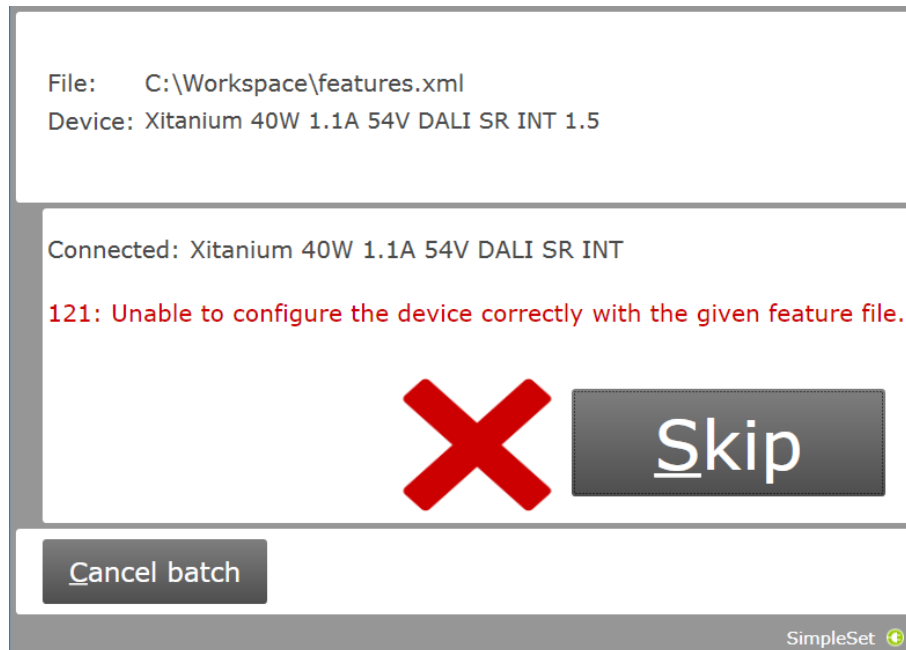 File: C:\Workspace\features.xml
Device: Xitanium 40W 1.1A 54V DALI SR INT 1.5
Connected: Xitanium 40W 1.1A 54V DALI SR INT
121: Unable to configure the device correctly with the given feature file.
Skip
Cancel batch
SimpleSet